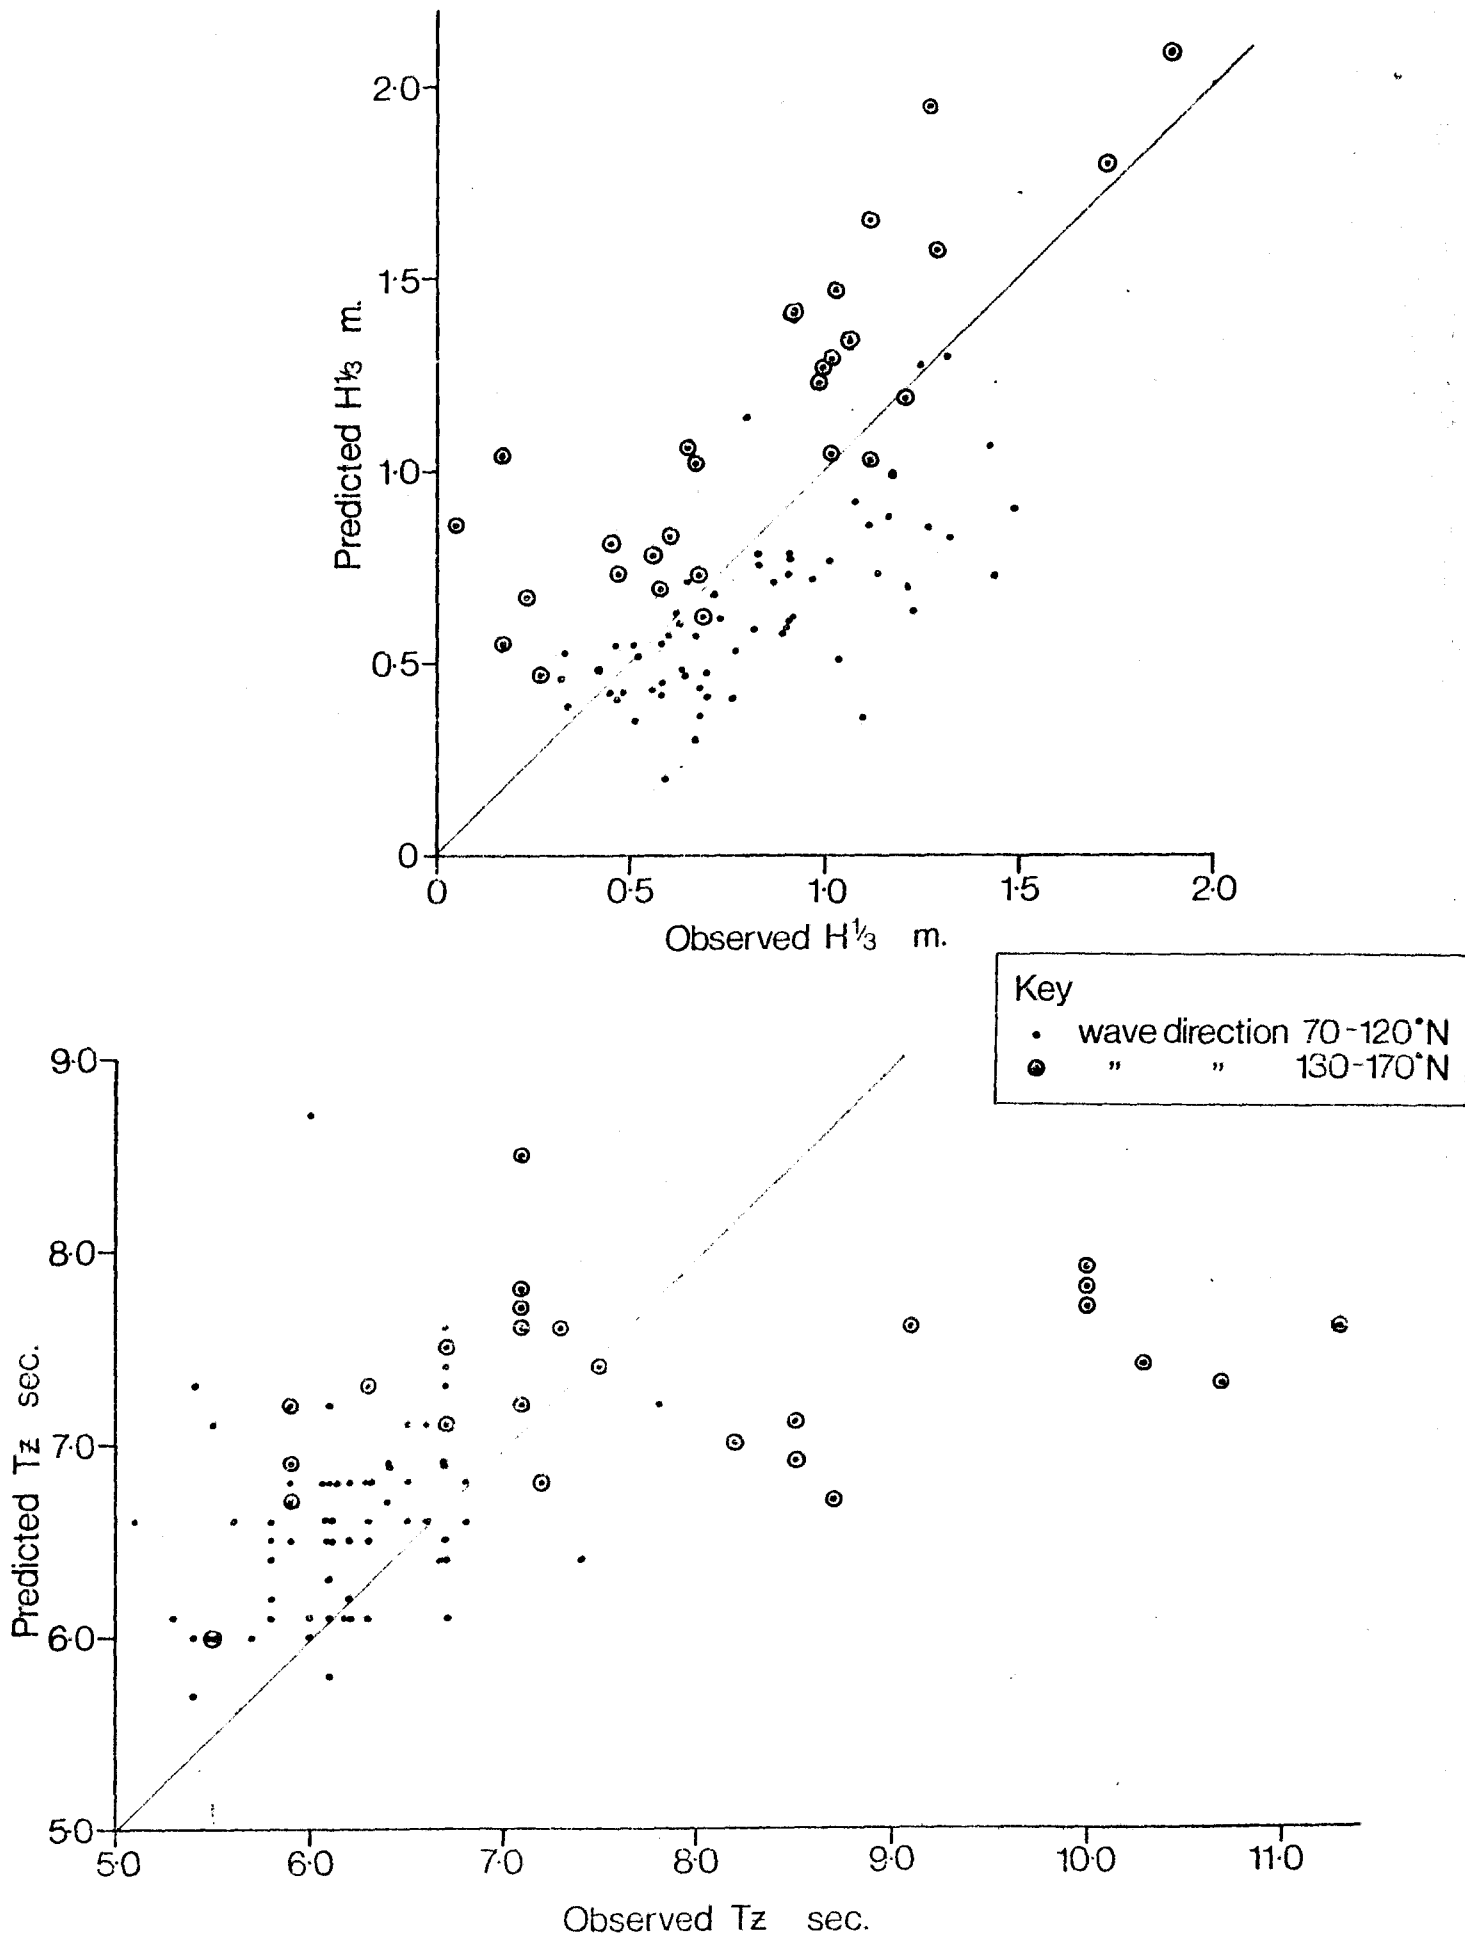 2·0
1·5
1·0
0·5
0
Predicted H⅓ m.
0 0·5 1·0 1·5 2·0
Observed H⅓ m.
Key
• wave direction 70-120°N
" " 130-170°N
9·0
8·0
7·0
6·0
5·0
Predicted Tz sec.
5·0 6·0 7·0 8·0 9·0 10·0 11·0
Observed Tz sec.